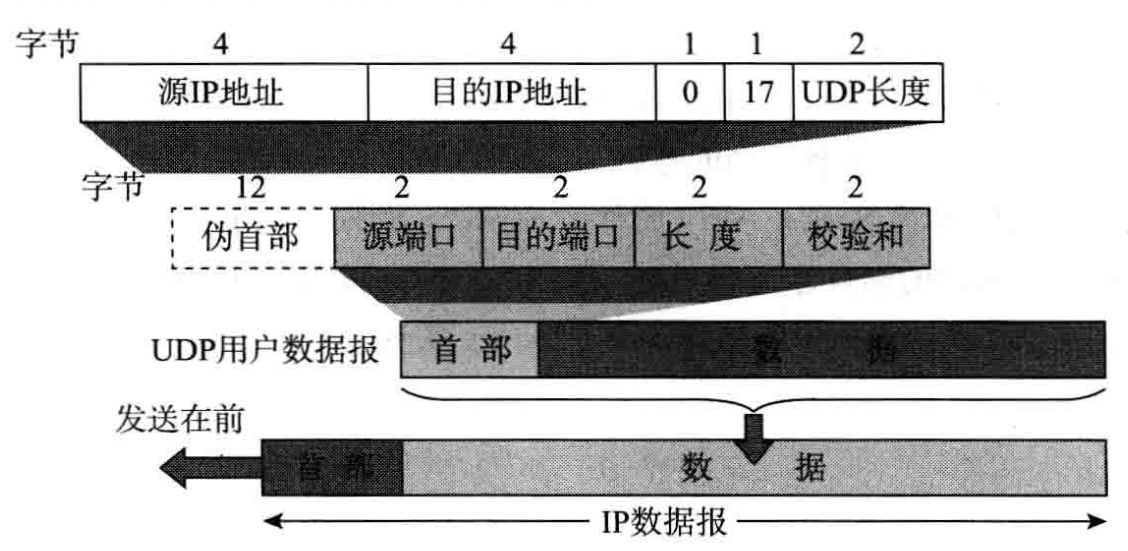 字节 4 4 1 1 2
源IP地址 目的IP地址 0 17 UDP长度
字节 12 2 2 2 2
伪首部 源端口 目的端口 长 度 校验和
UDP用户数据报 首 部 数 据
发送在前
首 部 数 据
IP数据报